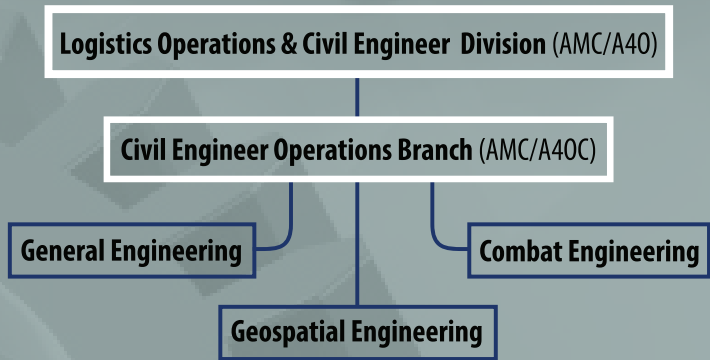 Logistics Operations & Civil Engineer Division (AMC/A4O)
Civil Engineer Operations Branch (AMC/A4OC)
General Engineering
Combat Engineering
Geospatial Engineering